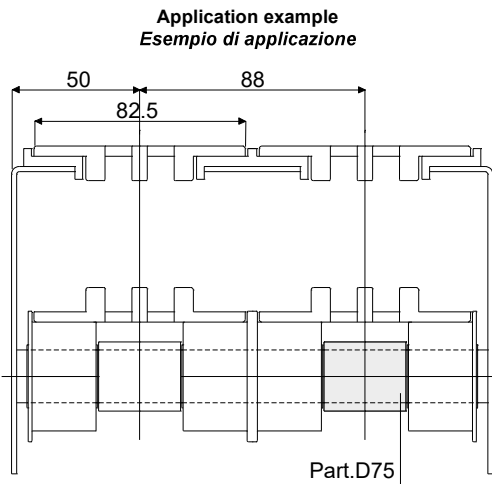 Application example
Esempio di applicazione
50
88
82.5
Part.D75